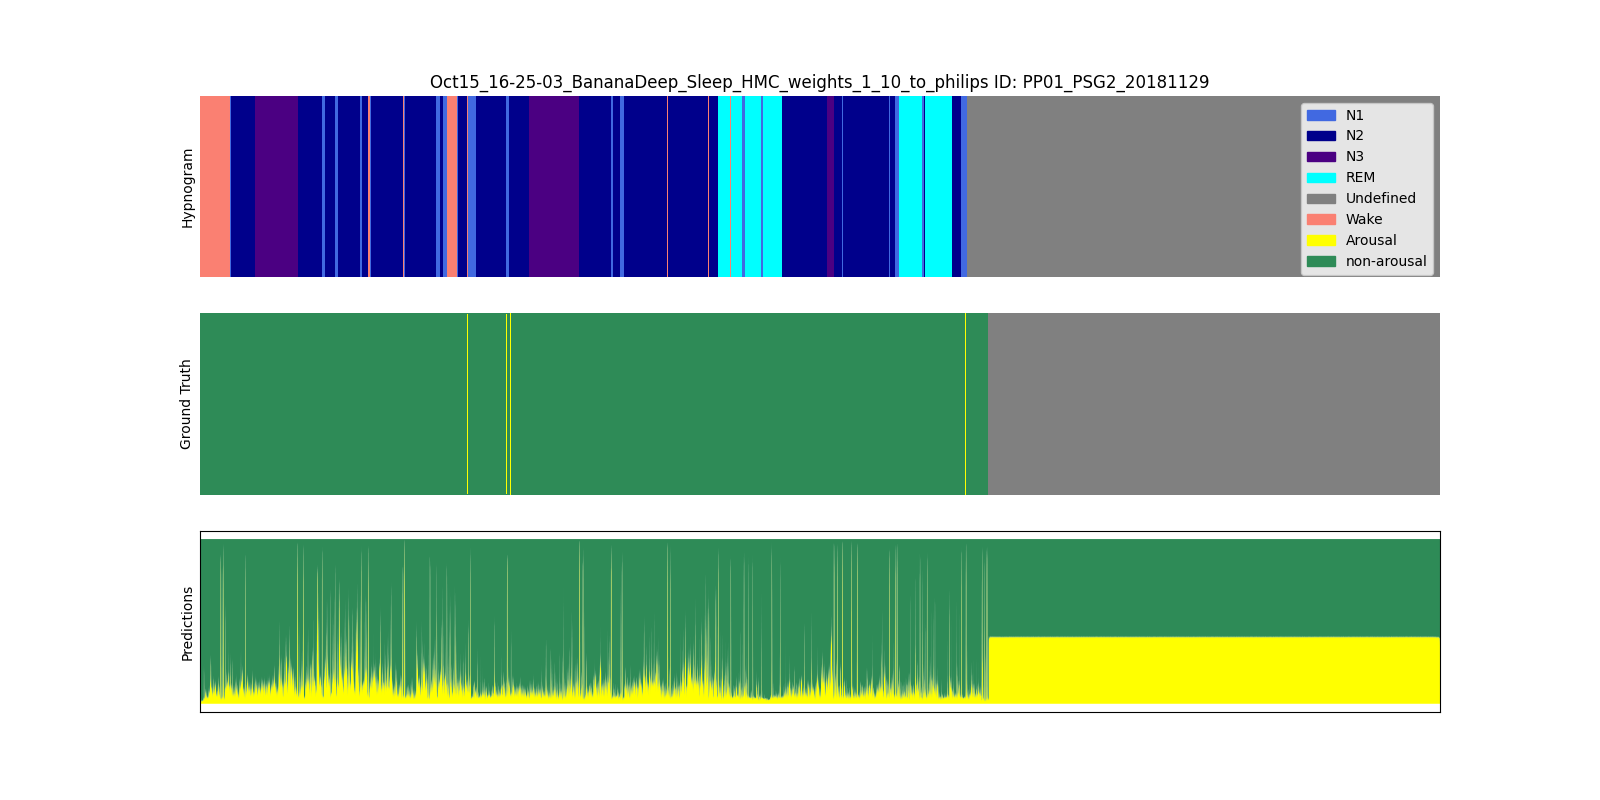 Oct15_16-25-03_BananaDeep_Sleep_HMC_weights_1_10_to_philips ID: PP01_PSG2_20181129
Hypnogram
N1
N2
N3
REM
Undefined
Wake
Arousal
non-arousal
Ground Truth
Predictions